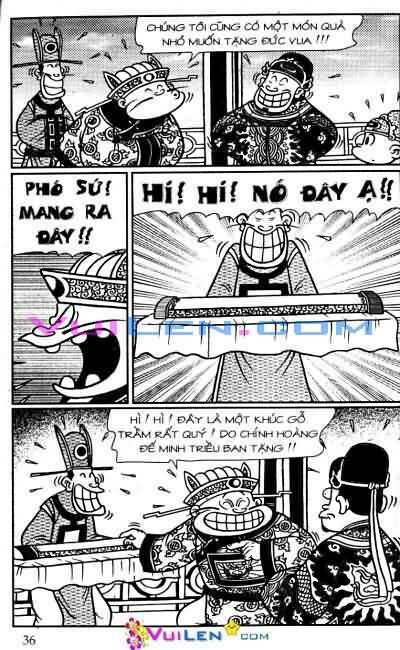 CHÚNG TÔI CŨNG CÓ MỘT MÓN QUÀ
NHỎ MUỐN TẶNG ĐỨC VUA !!!
PHÓ SỨ!
MANG RA
ĐÂY!!
HÍ! HÍ! NÓ ĐÂY Ạ!!
VUILEN.COM
HÌ! HÌ! ĐÂY LÀ MỘT KHÚC GỖ
TRẦM RẤT QUÝ! DO CHÍNH HOÀNG
ĐẾ MINH TRIỀU BAN TẶNG!!
36
VUILEN.COM